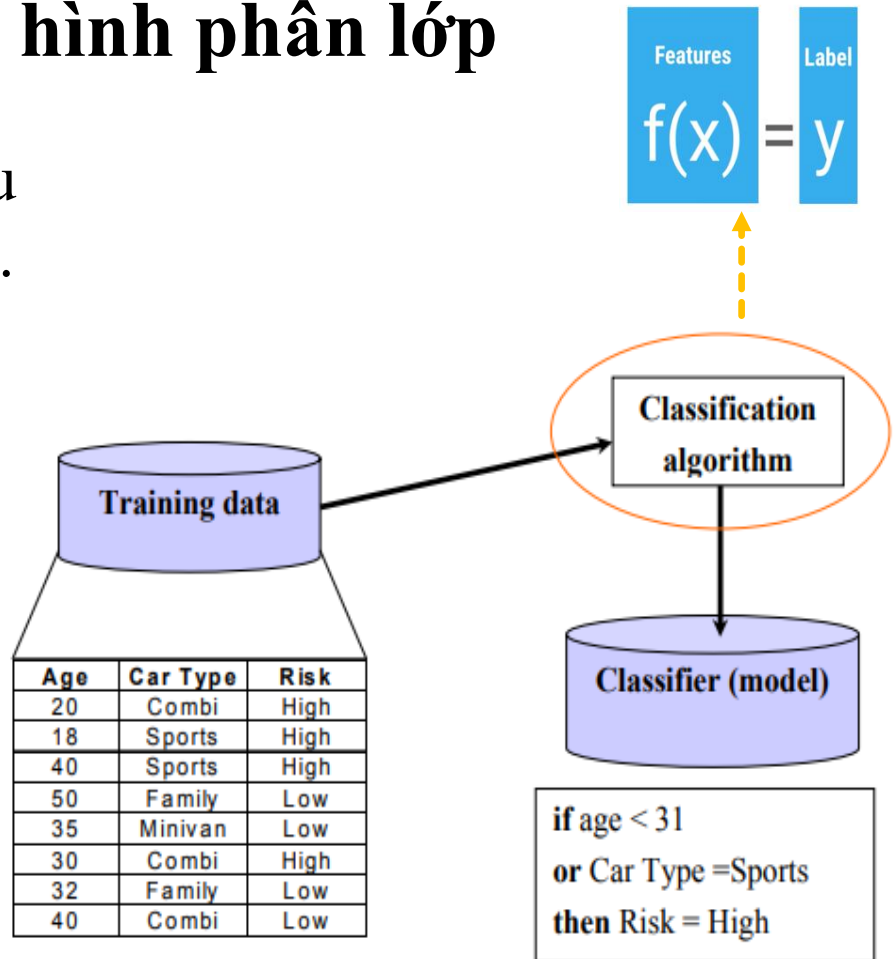 hình phân lớp
Features
f(x)
=
Label
y
.
Classification
algorithm
Training data
Classifier (model)
Age Car Type Risk
20 Combi High
18 Sports High
40 Sports High
50 Family Low
35 Minivan Low
30 Combi High
32 Family Low
40 Combi Low
if age < 31
or Car Type =Sports
then Risk = High